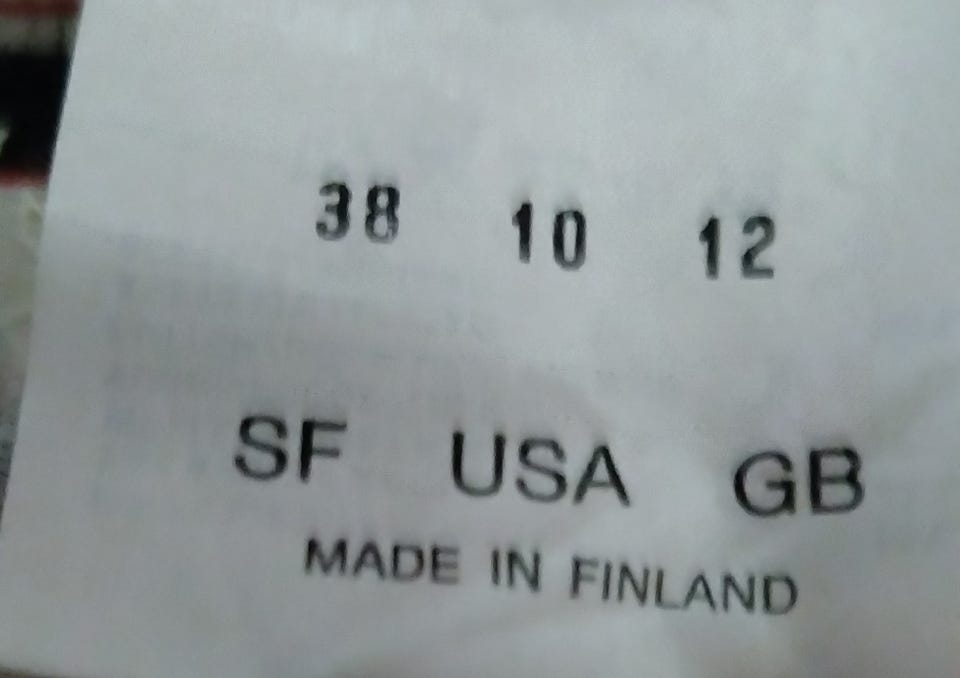 38 10 12
SF USA GB
MADE IN FINLAND